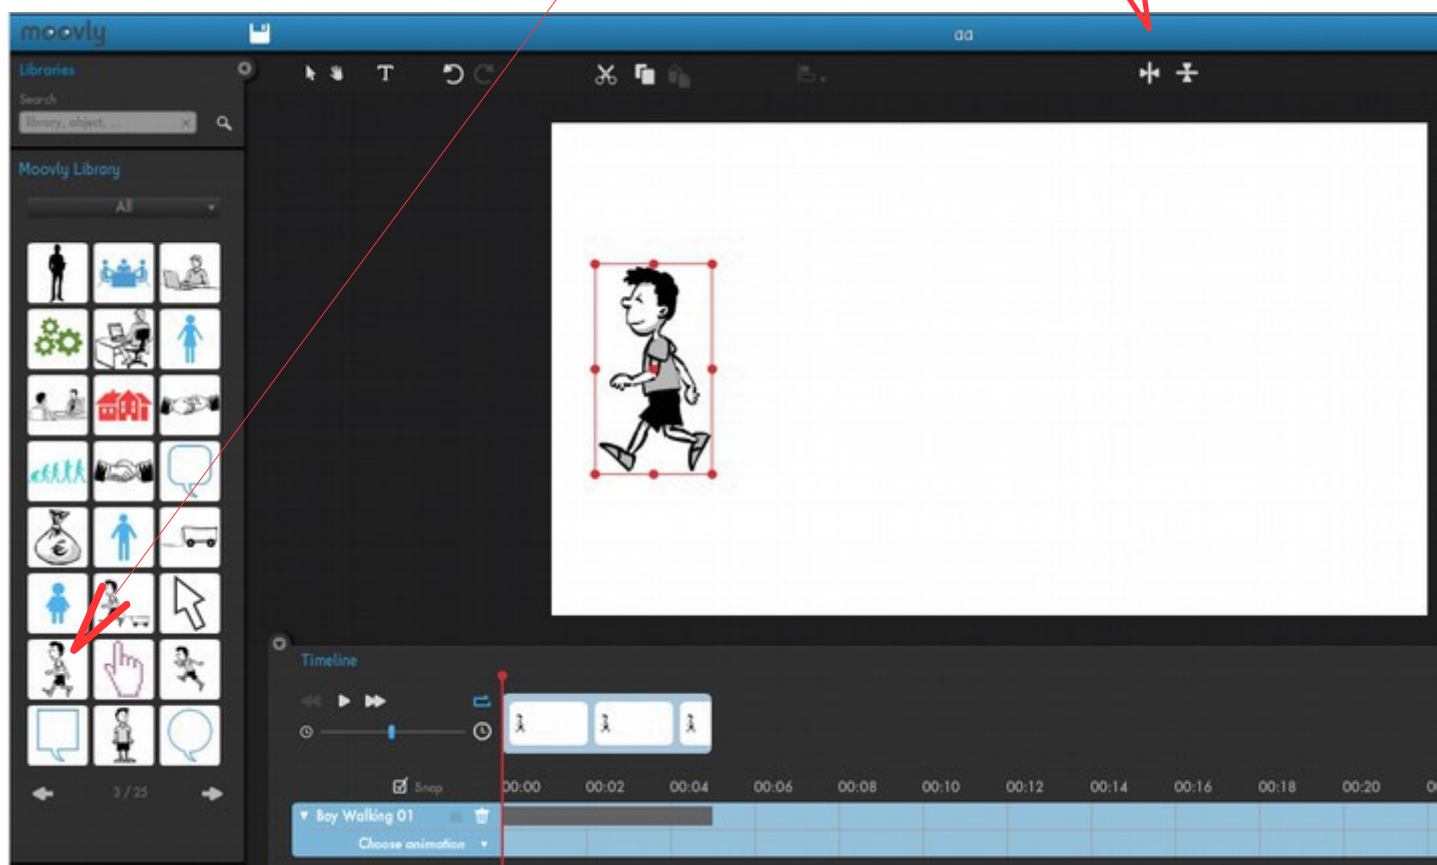 moovly
aa
Libraries
T
Search
library, object, ...
Moovly Library
All
€
3 / 25
Timeline
Snap
00:00 00:02 00:04 00:06 00:08 00:10 00:12 00:14 00:16 00:18 00:20
Boy Walking 01
Choose animation